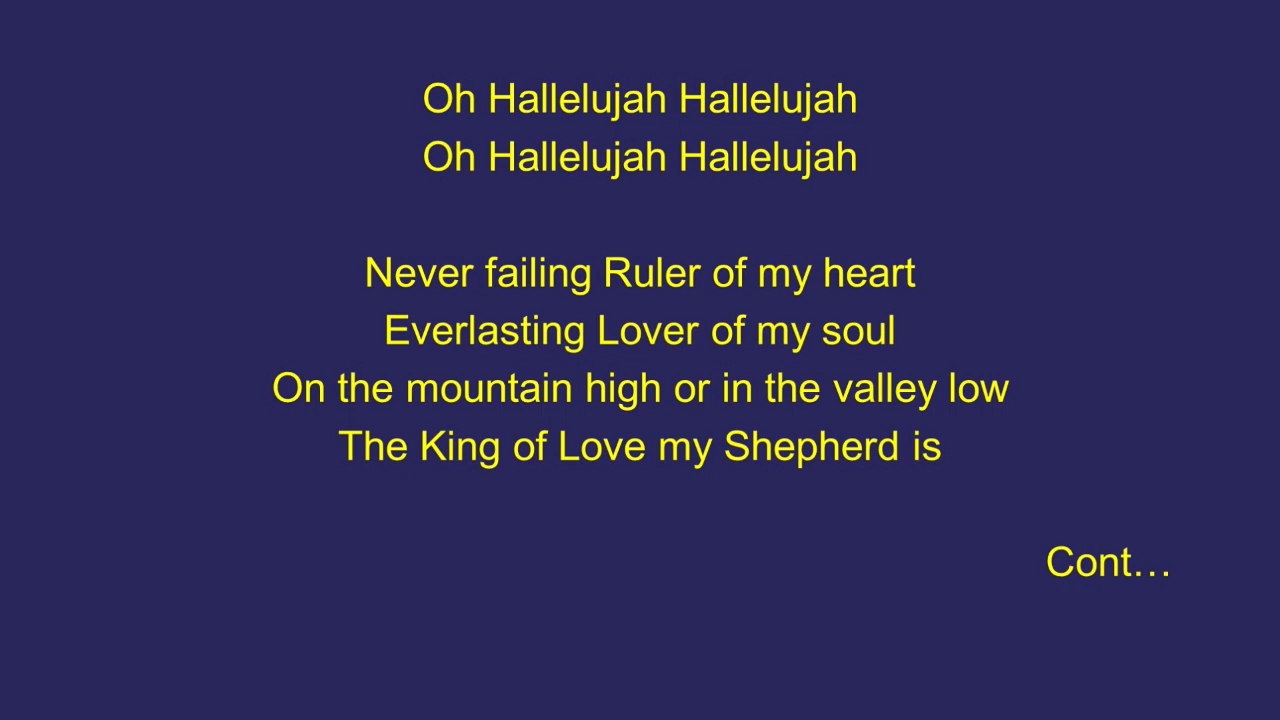 Oh Hallelujah Hallelujah
Oh Hallelujah Hallelujah
Never failing Ruler of my heart
Everlasting Lover of my soul
On the mountain high or in the valley low
The King of Love my Shepherd is
Cont…